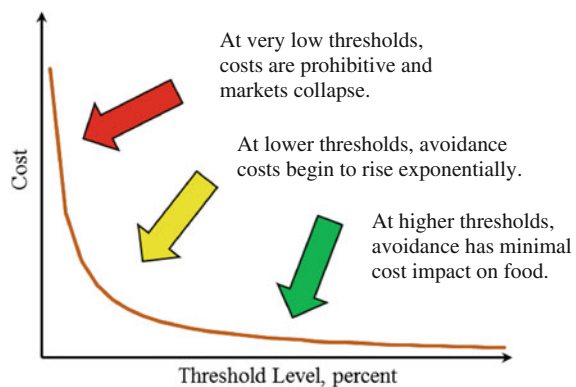 At very low thresholds,
costs are prohibitive and
markets collapse.
At lower thresholds, avoidance
costs begin to rise exponentially.
At higher thresholds,
avoidance has minimal
cost impact on food.
Cost
Threshold Level, percent